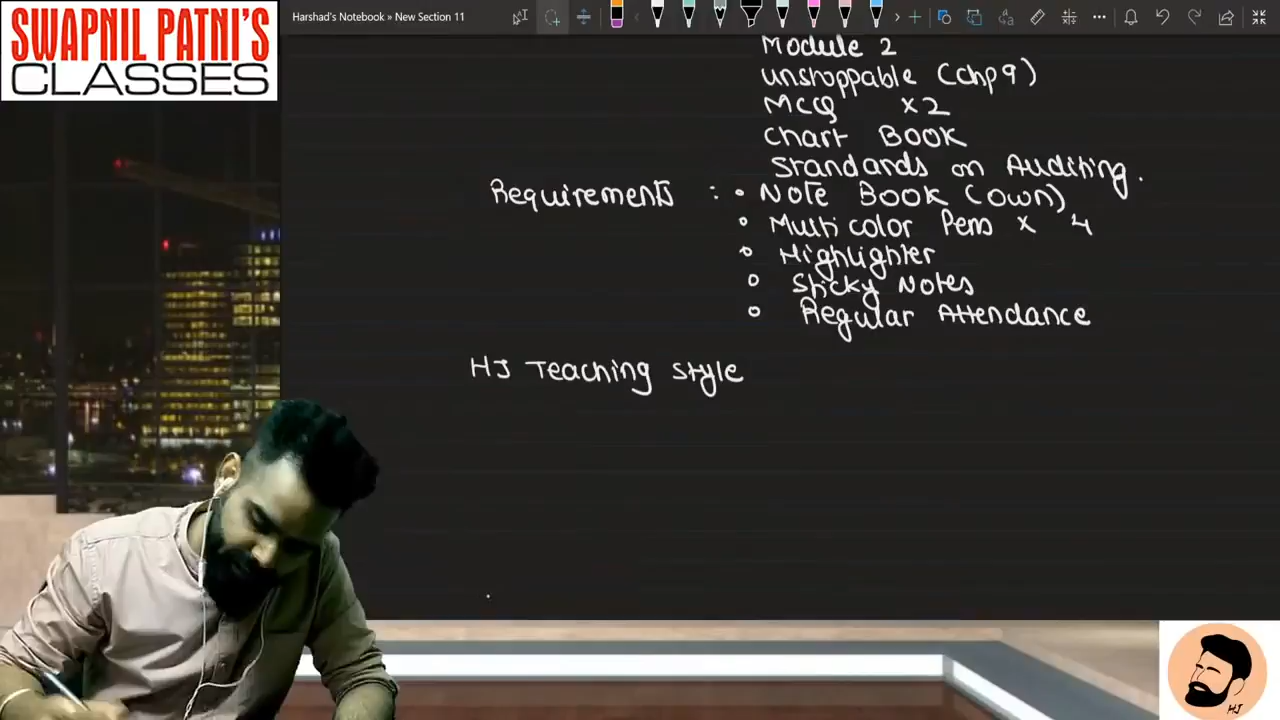 SWAPNIL PATNI'S
CLASSES
Harshad's Notebook » New Section 11
Module 2
unstoppable (chp 9)
MCQ x2
Chart Book
Standards on Auditing.
Requirements : • Note Book (own)
• Multi color Pens x 4
• Highlighter
• Sticky Notes
• Regular Attendance
HJ Teaching Style
HJ